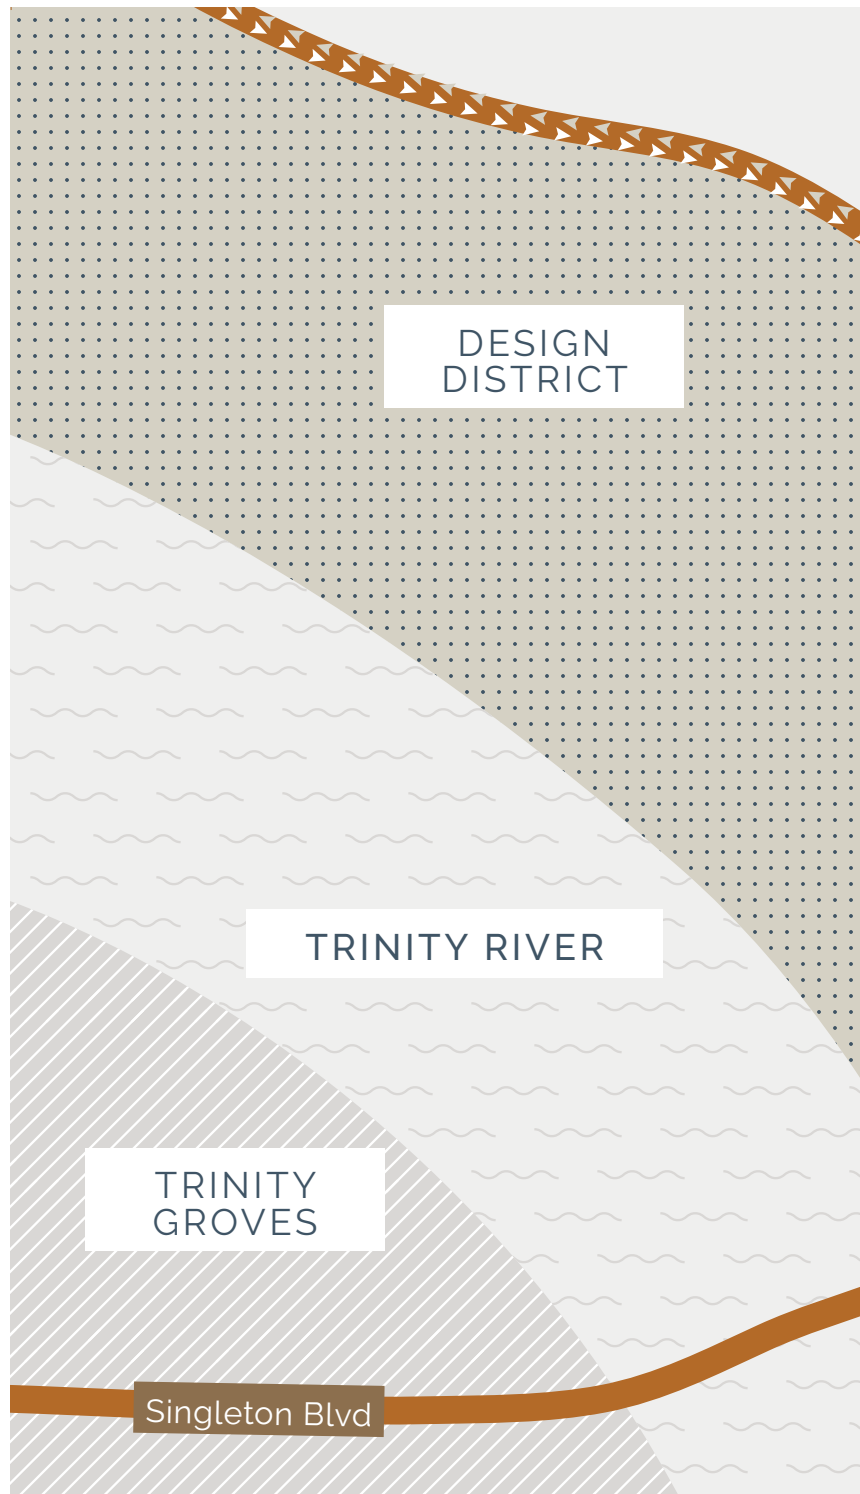 DESIGN
DISTRICT
TRINITY RIVER
TRINITY
GROVES
Singleton Blvd